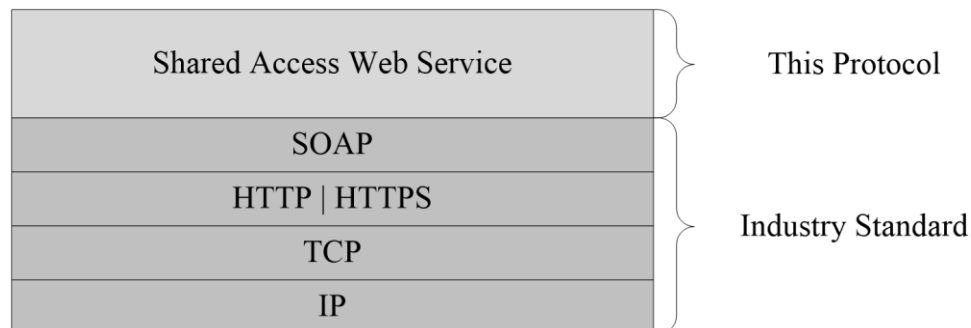 Shared Access Web Service
This Protocol
SOAP
HTTP | HTTPS
Industry Standard
TCP
IP